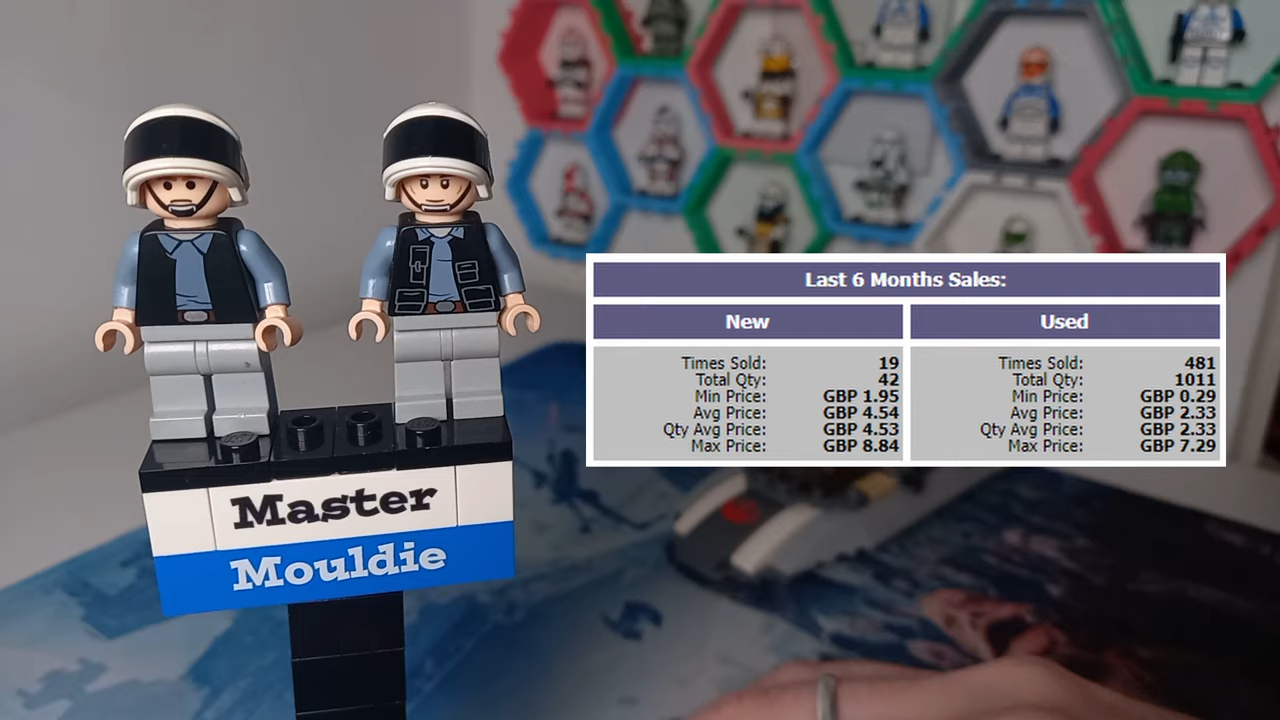 Master
Mouldie
Last 6 Months Sales:
New
Times Sold: 19
Total Qty: 42
Min Price: GBP 1.95
Avg Price: GBP 4.54
Qty Avg Price: GBP 4.53
Max Price: GBP 8.84
Used
Times Sold: 481
Total Qty: 1011
Min Price: GBP 0.29
Avg Price: GBP 2.33
Qty Avg Price: GBP 2.33
Max Price: GBP 7.29